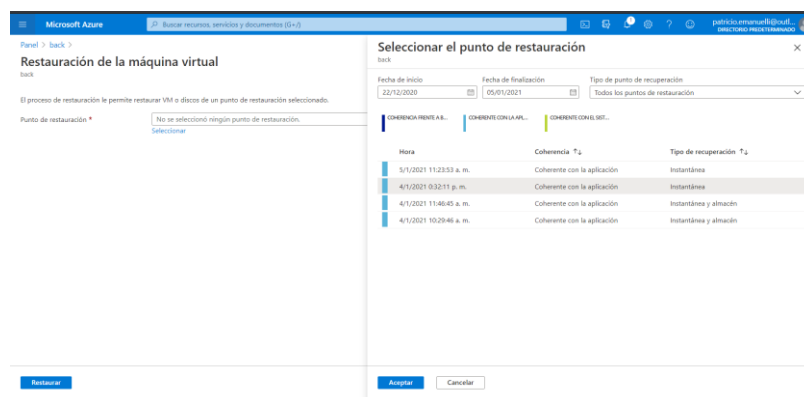 Microsoft Azure
Buscar recursos, servicios y documentos (G+/)
patricio.emanuelli@outl...
DIRECTORIO PREDETERMINADO
Panel > back >
Restauración de la máquina virtual
back
El proceso de restauración le permite restaurar VM o discos de un punto de restauración seleccionado.
Punto de restauración *
No se seleccionó ningún punto de restauración.
Seleccionar
Restaurar
Seleccionar el punto de restauración
back
Fecha de inicio Fecha de finalización Tipo de punto de recuperación
22/12/2020 05/01/2021 Todos los puntos de restauración
COHERENCIA FRENTE A B... COHERENTE CON LA APL... COHERENTE CON EL SIST...
Hora Coherencia ↑↓ Tipo de recuperación ↑↓
5/1/2021 11:23:53 a. m. Coherente con la aplicación Instantánea
4/1/2021 0:32:11 p. m. Coherente con la aplicación Instantánea
4/1/2021 11:46:45 a. m. Coherente con la aplicación Instantánea y almacén
4/1/2021 10:29:46 a. m. Coherente con la aplicación Instantánea y almacén
Aceptar Cancelar